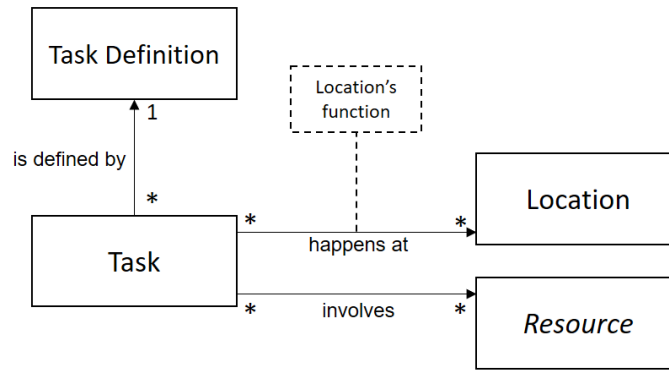 Task Definition
1
Location's
function
is defined by
*
*
*
Location
Task
happens at
*
involves
*
Resource